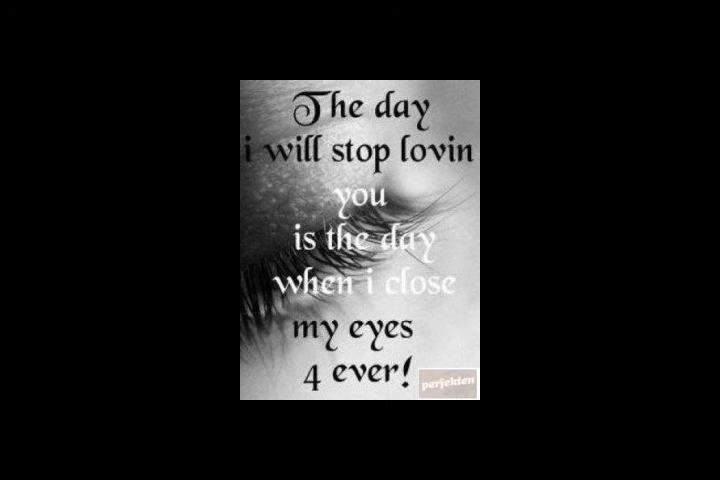 The day
i will stop lovin
you
is the day
when i close
my eyes
4 ever!
perfekten